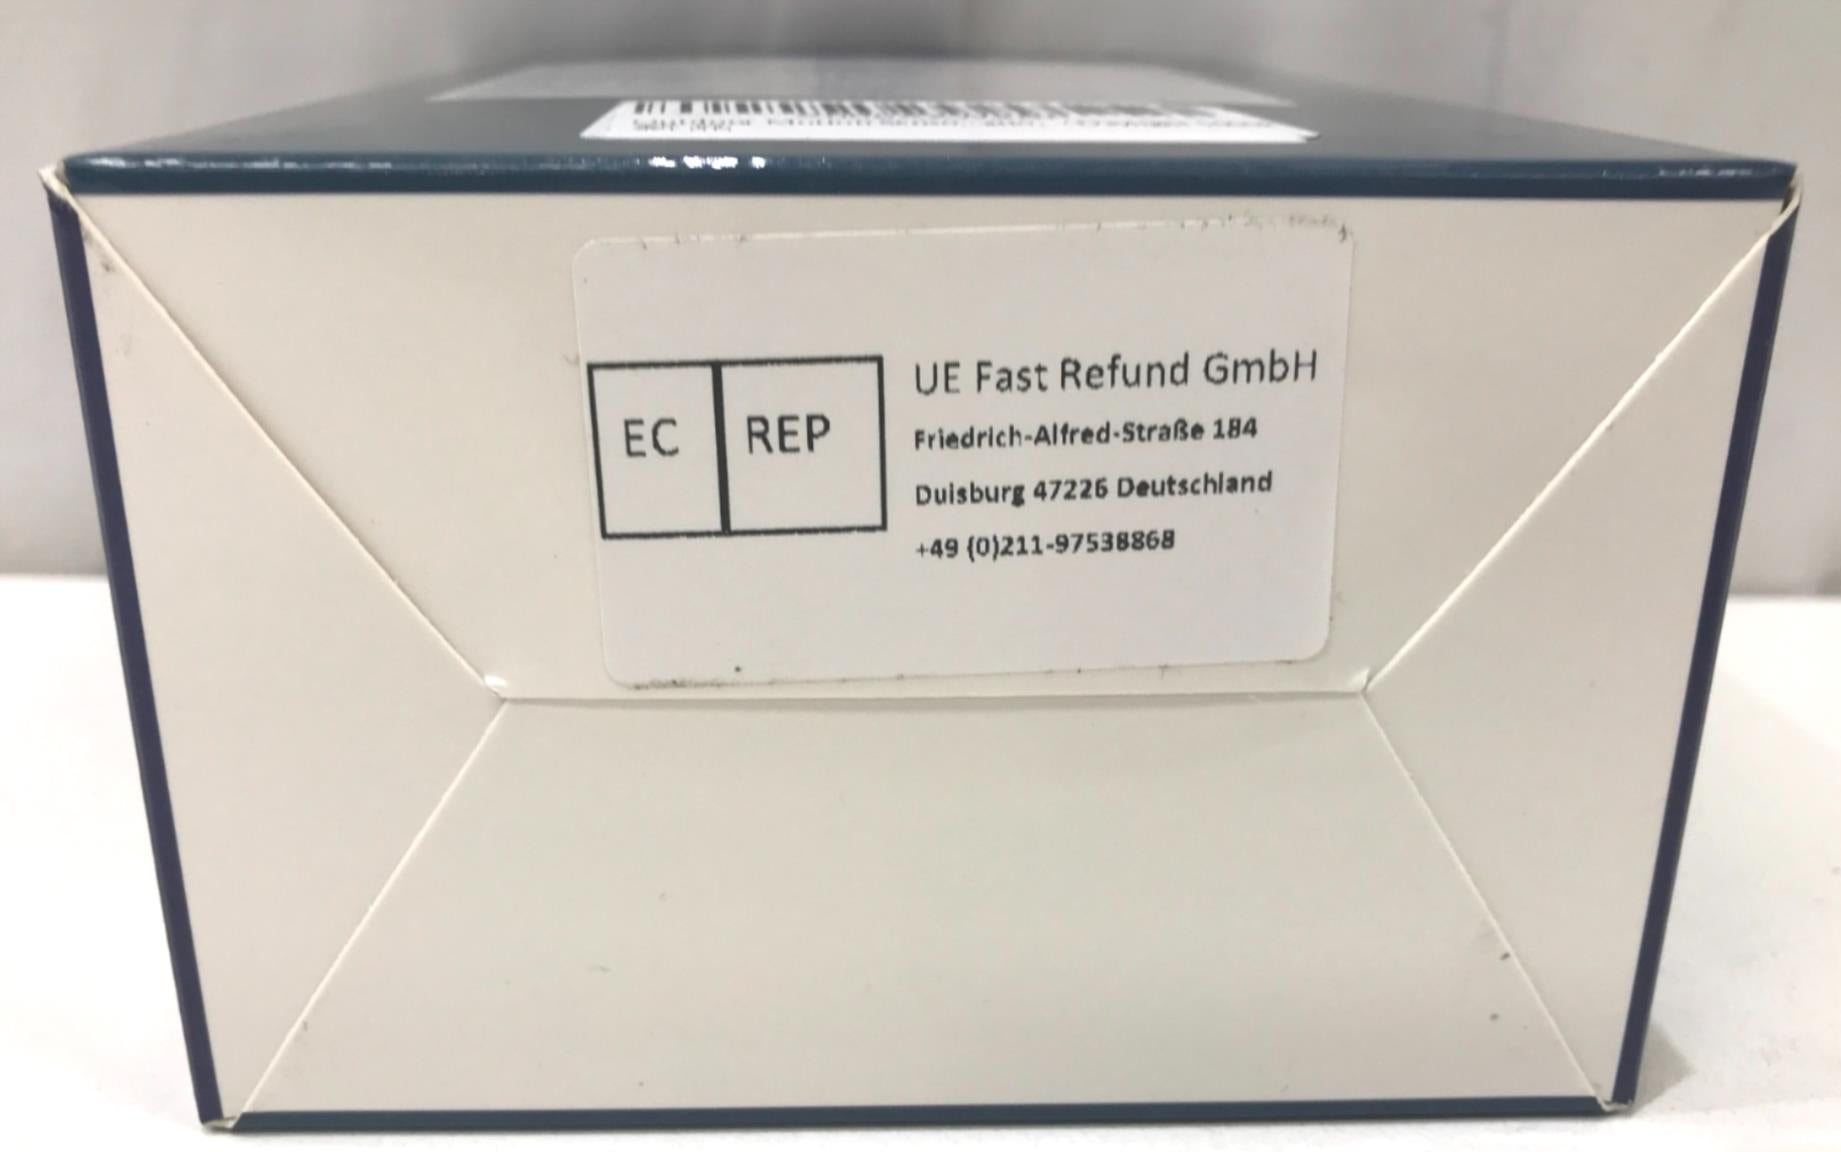 EC REP
UE Fast Refund GmbH
Friedrich-Alfred-Straße 184
Duisburg 47226 Deutschland
+49 (0)211-97538868